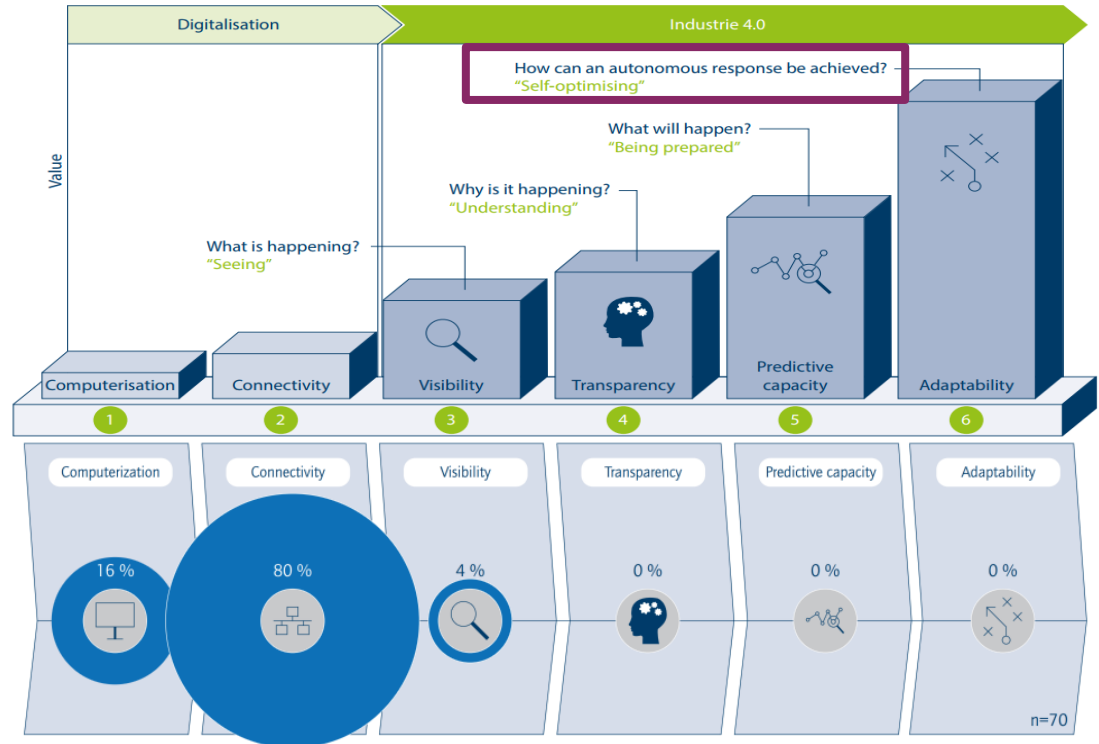 Digitalisation
Industrie 4.0
How can an autonomous response be achieved?
“Self-optimising”
What will happen?
“Being prepared”
Why is it happening?
“Understanding”
What is happening?
“Seeing”
Value
Computerisation
Connectivity
Visibility
Transparency
Predictive
capacity
Adaptability
1
2
3
4
5
6
Computerization
Connectivity
Visibility
Transparency
Predictive capacity
Adaptability
16 %
80 %
4 %
0 %
0 %
0 %
n=70